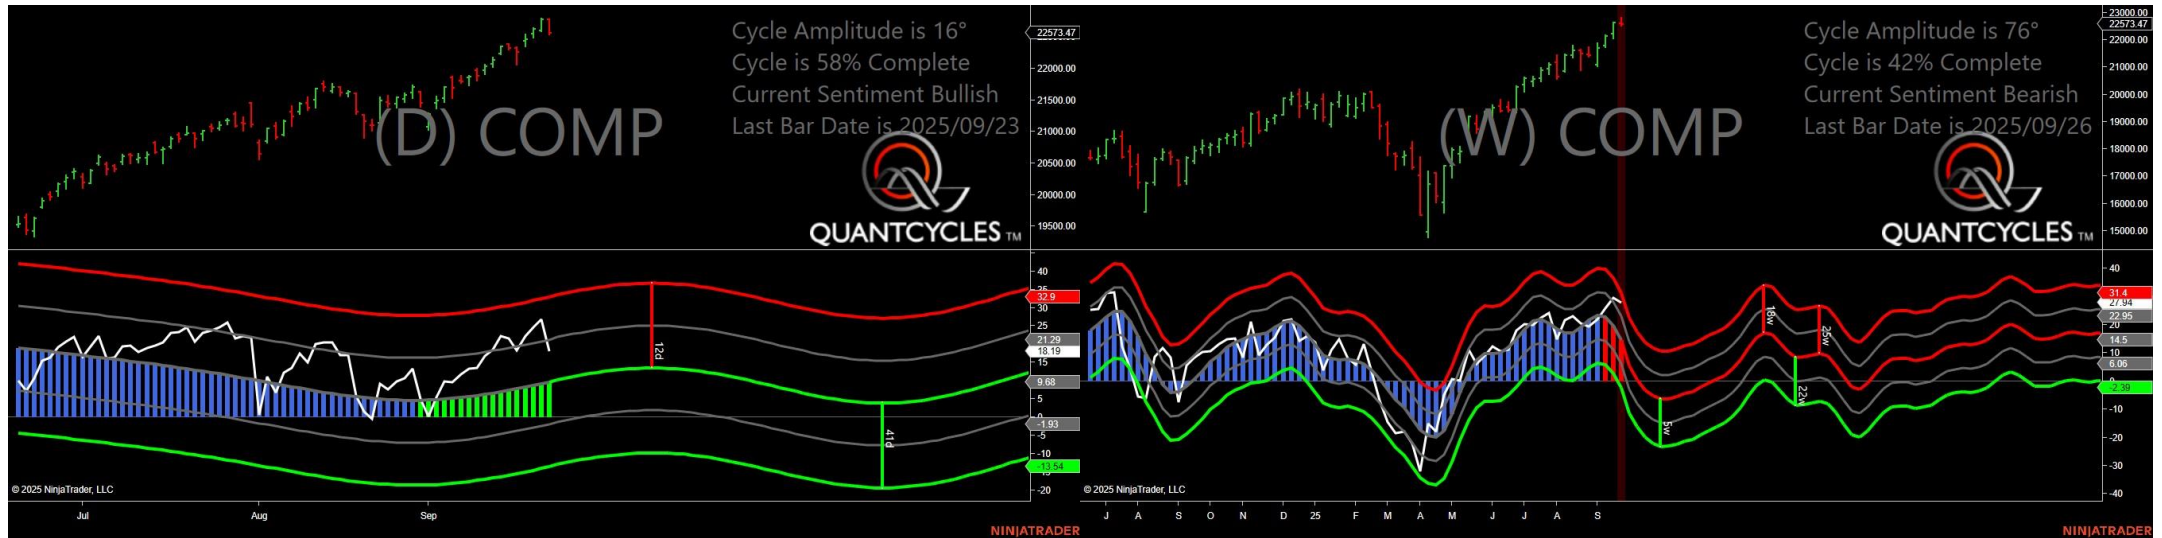 Cycle Amplitude is 16°
Cycle is 58% Complete
Current Sentiment Bullish
Last Bar Date is 2025/09/23
(D) COMP
QUANTCYCLES TM
22573.47
22000.00
21500.00
21000.00
20500.00
20000.00
19500.00
40
35
32.9
30
25
21.29
18.19
15
9.68
5
0
-1.93
-5
-10
-13.54
-20
12d
41d
© 2025 NinjaTrader, LLC
Jul
Aug
Sep
NINJATRADER
Cycle Amplitude is 76°
Cycle is 42% Complete
Current Sentiment Bearish
Last Bar Date is 2025/09/26
(W) COMP
QUANTCYCLES TM
23000.00
22573.47
22000.00
21000.00
20000.00
19000.00
18000.00
17000.00
16000.00
15000.00
40
31.4
27.94
22.95
20
14.5
10
6.06
0
-2.39
-10
-20
-30
-40
5w
18w
22w
25w
© 2025 NinjaTrader, LLC
J A S O N D 25 F M A M J J A S
NINJATRADER